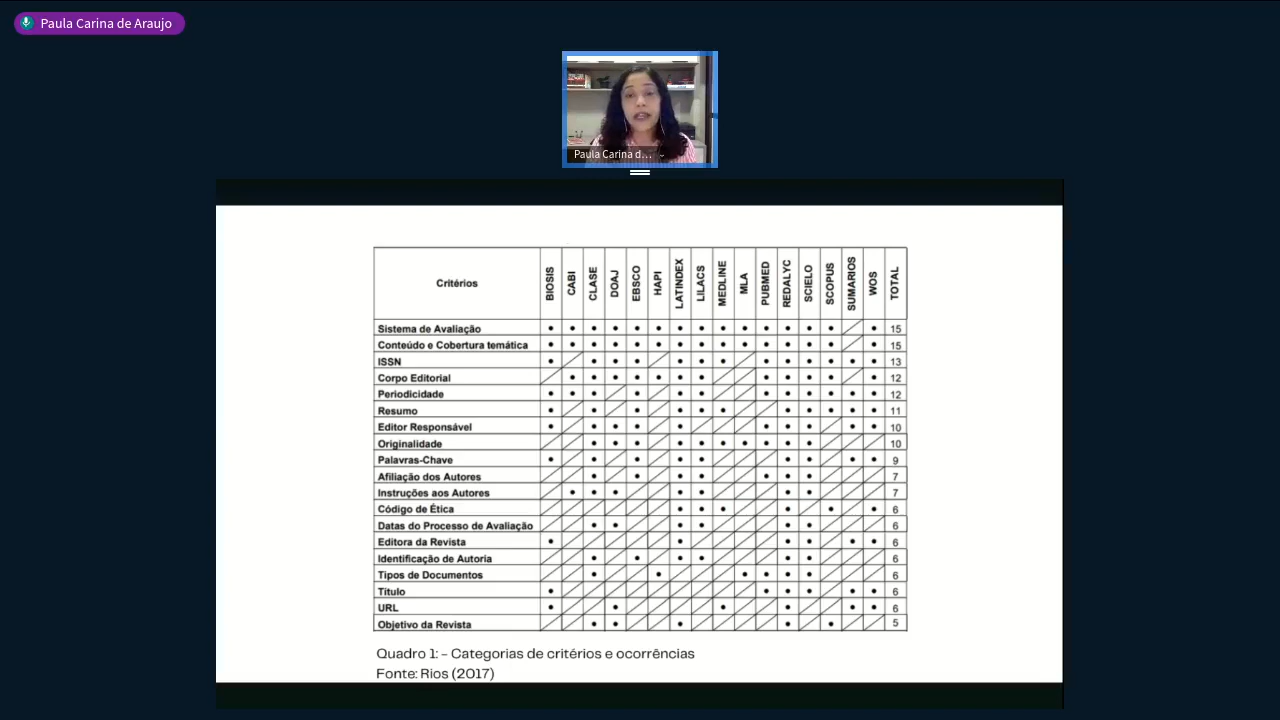 Paula Carina de Araujo
Paula Carina d...
Critérios BIOSIS CABI CLASE DOAJ EBSCO HAPI LATINDEX LILACS MEDLINE MLA PUBMED REDALYC SCIELO SCOPUS SUMARIOS WOS TOTAL
Sistema de Avaliação 15
Conteúdo e Cobertura temática 15
ISSN 13
Corpo Editorial 12
Periodicidade 12
Resumo 11
Editor Responsável 10
Originalidade 10
Palavras-Chave 9
Afiliação dos Autores 7
Instruções aos Autores 7
Código de Ética 6
Datas do Processo de Avaliação 6
Editora da Revista 6
Identificação de Autoria 6
Tipos de Documentos 6
Título 6
URL 6
Objetivo da Revista 5
Quadro 1: - Categorias de critérios e ocorrências
Fonte: Rios (2017)